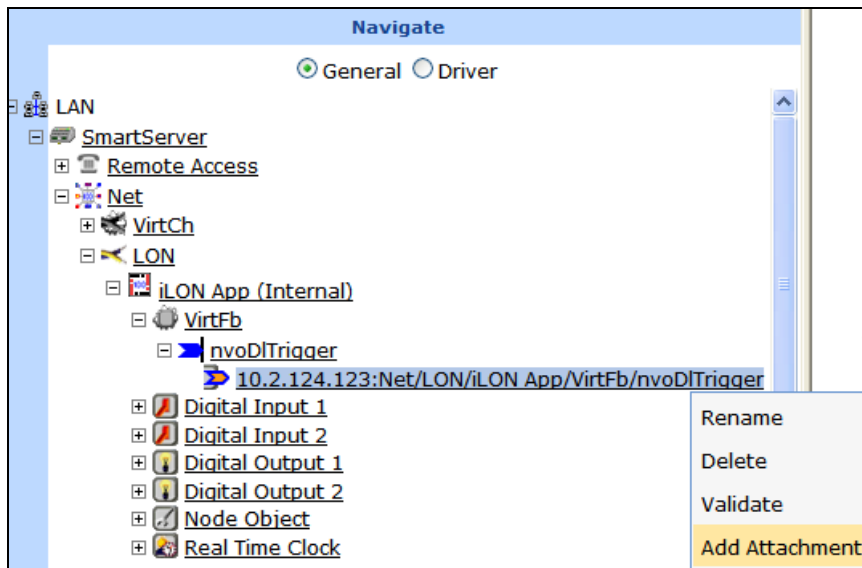 Navigate
General Driver
LAN
SmartServer
Remote Access
Net
VirtCh
LON
iLON App (Internal)
VirtFb
nvoDlTrigger
10.2.124.123:Net/LON/iLON App/VirtFb/nvoDlTrigger
Digital Input 1
Digital Input 2
Digital Output 1
Digital Output 2
Node Object
Real Time Clock
Rename
Delete
Validate
Add Attachment